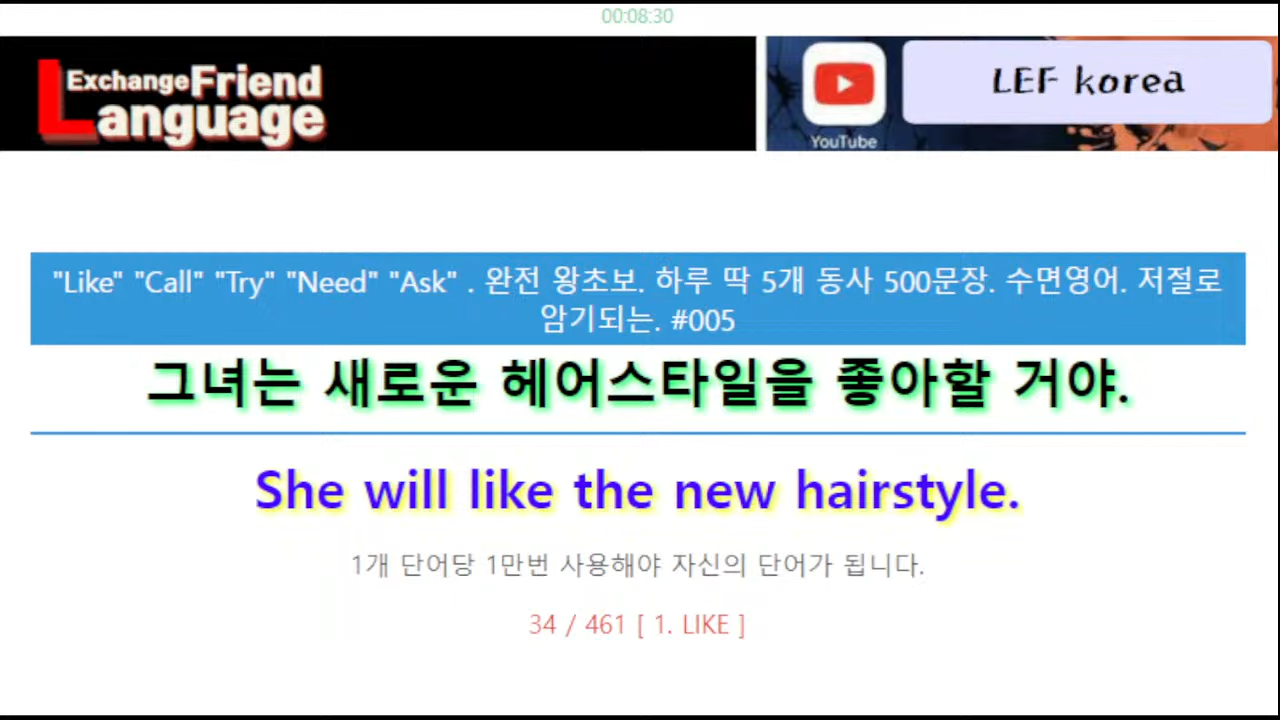 00:08:30
ExchangeFriend
Language
LEF korea
YouTube
"Like" "Call" "Try" "Need" "Ask" . 완전 왕초보. 하루 딱 5개 동사 500문장. 수면영어. 저절로
암기되는. #005
그녀는 새로운 헤어스타일을 좋아할 거야.
She will like the new hairstyle.
1개 단어당 1만번 사용해야 자신의 단어가 됩니다.
34 / 461 [ 1. LIKE ]